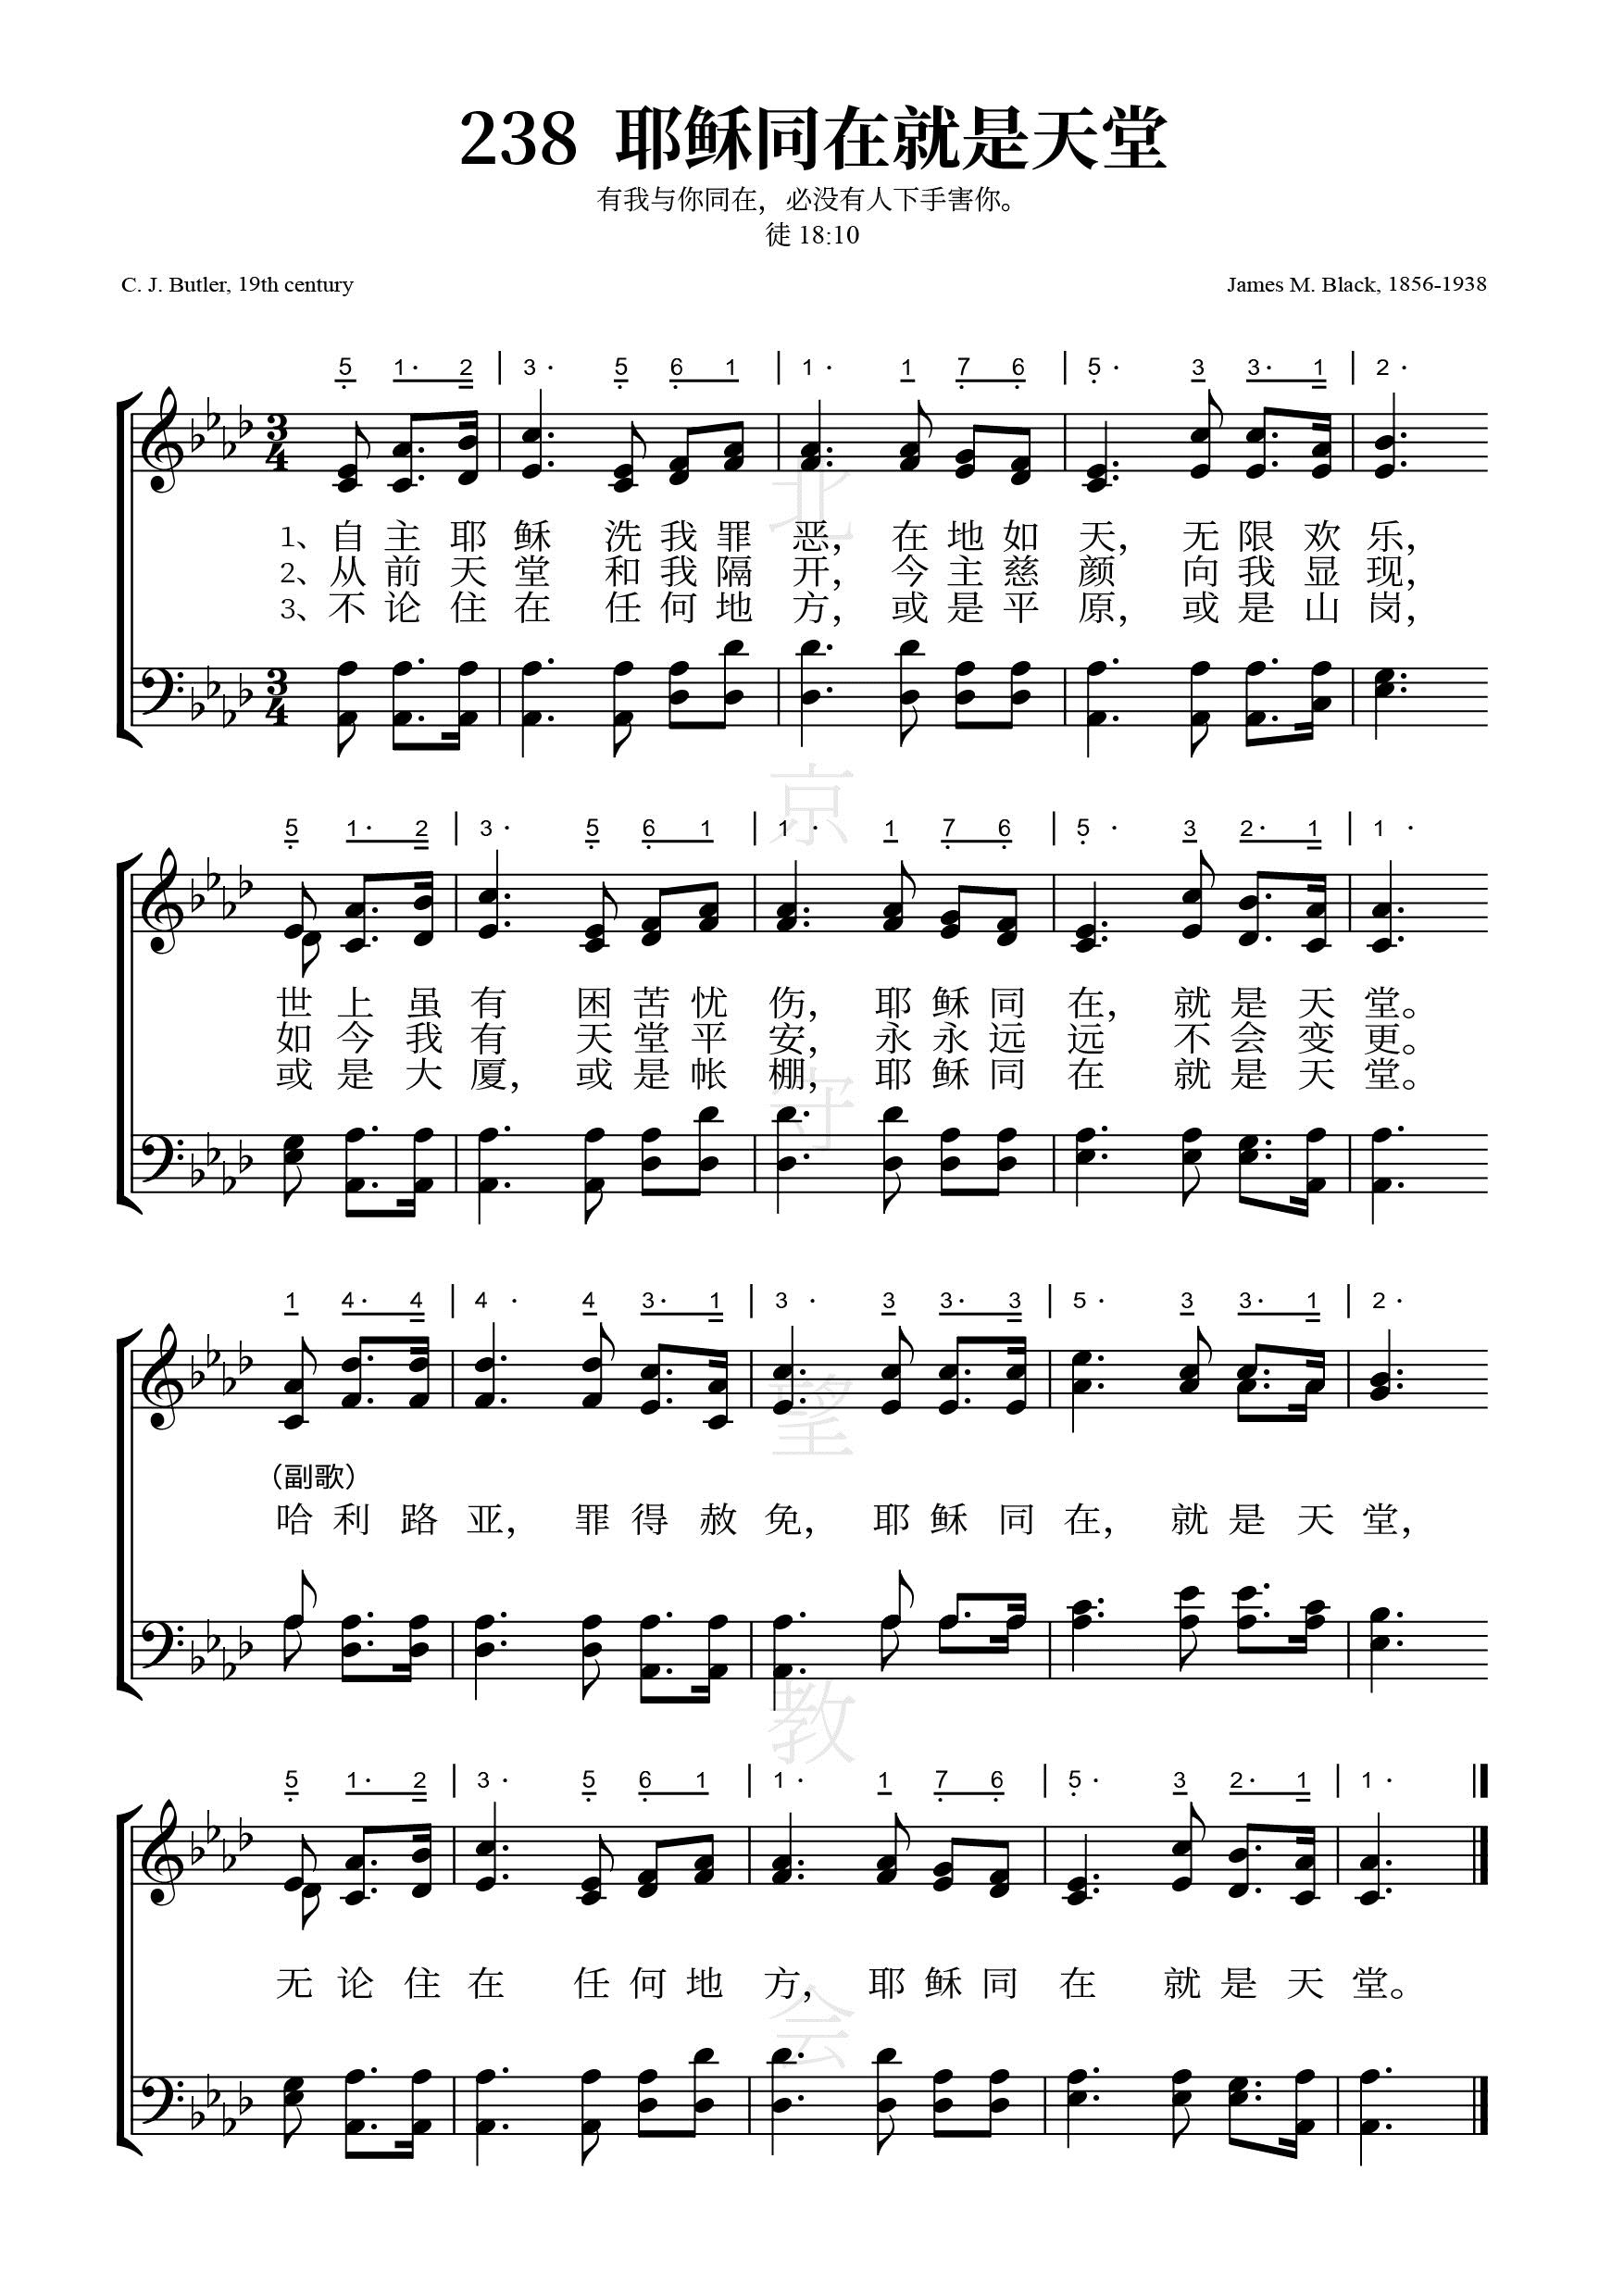 238 耶稣同在就是天堂
有我与你同在，必没有人下手害你。
徒 18:10
C. J. Butler, 19th century
James M. Black, 1856-1938
5 1· 2 | 3· 5 6 1 | 1· 1 7 6 | 5· 3 3· 1 | 2·
3 4
1、自主耶稣洗我罪恶，在地如天，无限欢乐，
2、从前天堂和我隔开，今主慈颜向我显现，
3、不论住在任何地方，或是平原，或是山岗，
3 4
5 1· 2 | 3· 5 6 1 | 1· 1 7 6 | 5· 3 2· 1 | 1·
世上虽有困苦忧伤，耶稣同在，就是天堂。
如今我有天堂平安，永永远远不会变更。
或是大厦，或是帐棚，耶稣同在就是天堂。
1 4· 4 | 4· 4 3· 1 | 3· 3 3· 3 | 5· 3 3· 1 | 2·
（副歌）
哈利路亚，罪得赦免，耶稣同在，就是天堂，
5 1· 2 | 3· 5 6 1 | 1· 1 7 6 | 5· 3 2· 1 | 1·
无论住在任何地方，耶稣同在就是天堂。
北京守望教会